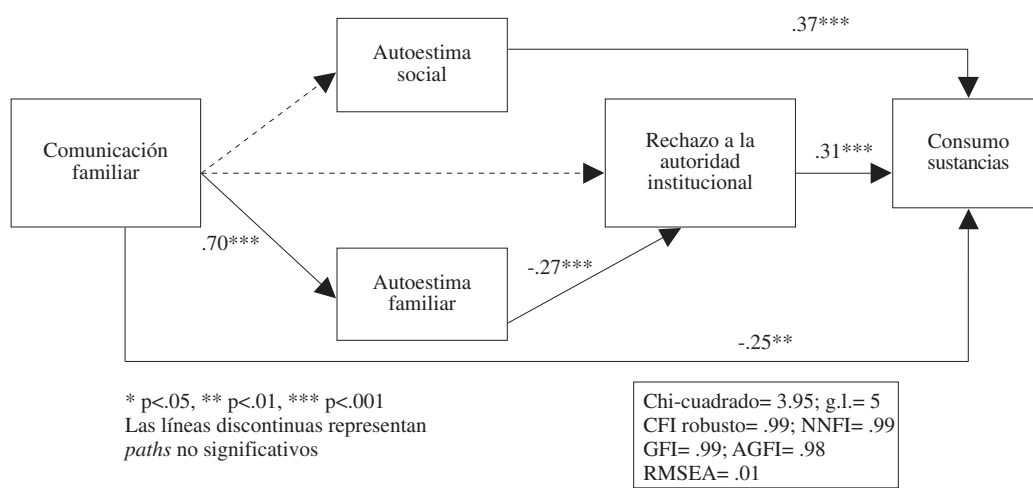 .37***
Autoestima
social
Comunicación
familiar
Rechazo a la
autoridad
institucional
.31***
Consumo
sustancias
.70***
-.27***
Autoestima
familiar
-.25**
* p<.05, ** p<.01, *** p<.001
Las líneas discontinuas representan
paths no significativos
Chi-cuadrado= 3.95; g.l.= 5
CFI robusto= .99; NNFI= .99
GFI= .99; AGFI= .98
RMSEA= .01